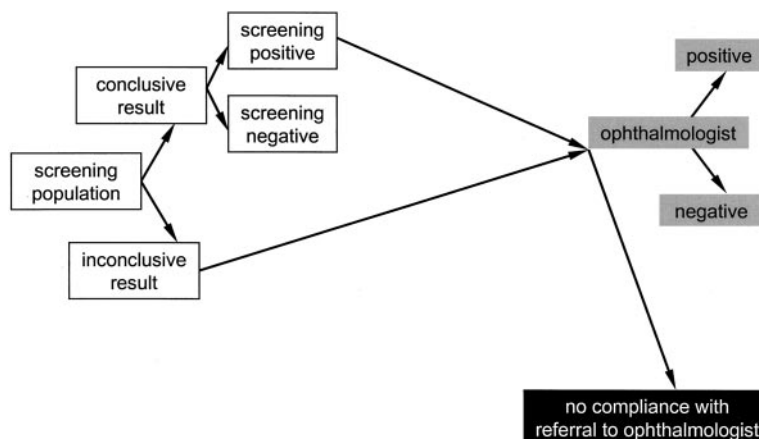 screening
positive
positive
conclusive
result
screening
negative
ophthalmologist
screening
population
negative
inconclusive
result
no compliance with
referral to ophthalmologist